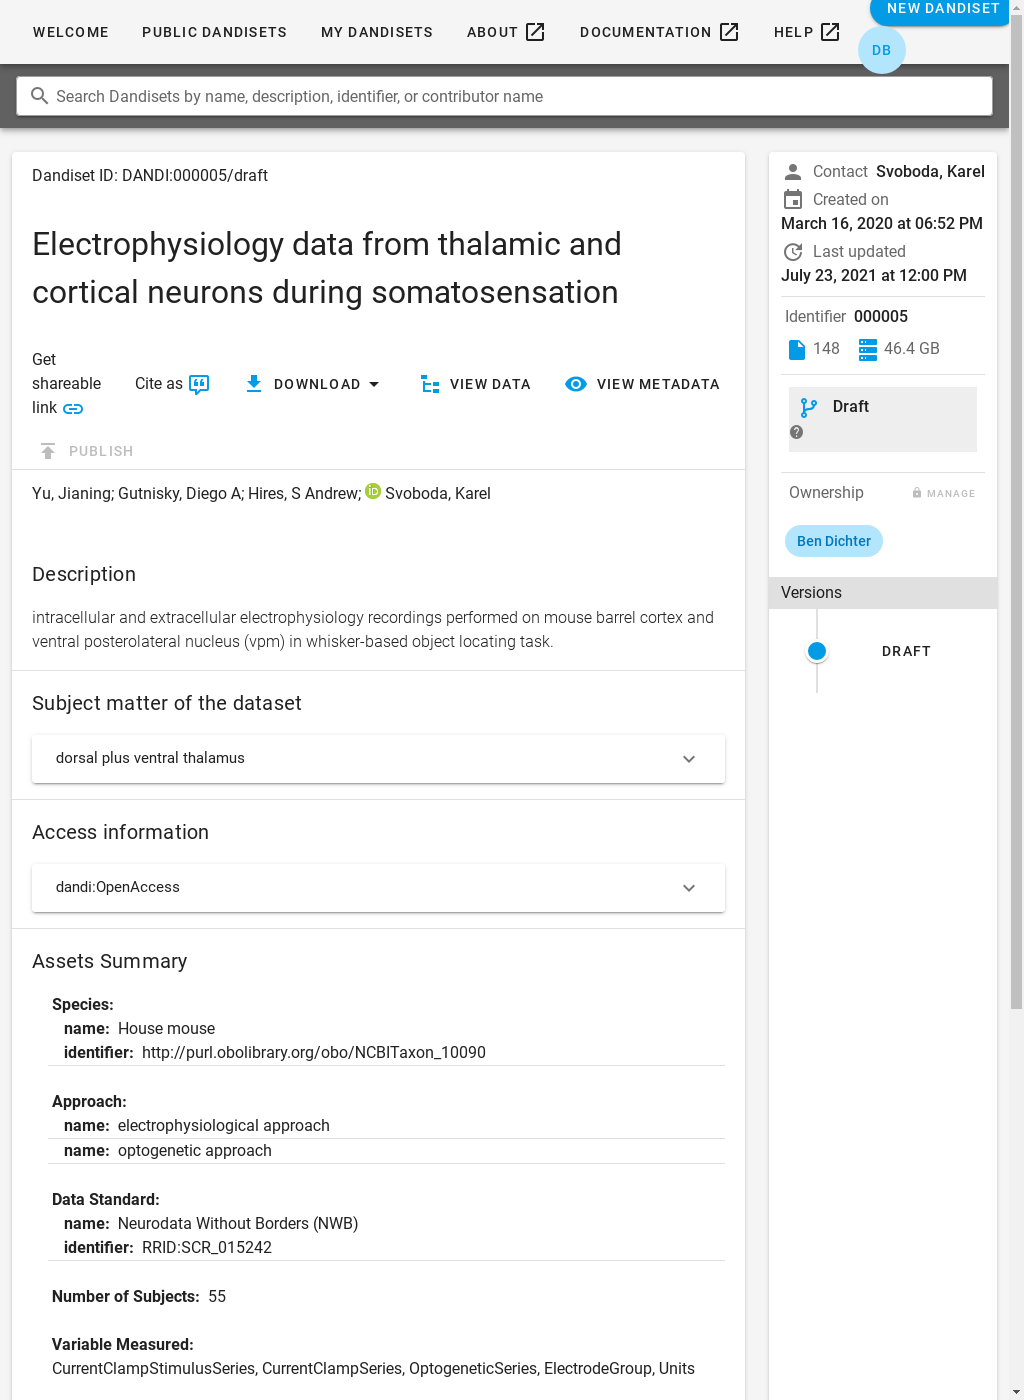 WELCOME PUBLIC DANDISETS MY DANDISETS ABOUT DOCUMENTATION HELP NEW DANDISET
DB
Search Dandisets by name, description, identifier, or contributor name
Dandiset ID: DANDI:000005/draft
Electrophysiology data from thalamic and
cortical neurons during somatosensation
Get
shareable
link
Cite as
DOWNLOAD
VIEW DATA
VIEW METADATA
PUBLISH
Yu, Jianing; Gutnisky, Diego A; Hires, S Andrew; iD Svoboda, Karel
Description
intracellular and extracellular electrophysiology recordings performed on mouse barrel cortex and
ventral posterolateral nucleus (vpm) in whisker-based object locating task.
Subject matter of the dataset
dorsal plus ventral thalamus
Access information
dandi:OpenAccess
Assets Summary
Species:
name: House mouse
identifier: http://purl.obolibrary.org/obo/NCBITaxon_10090
Approach:
name: electrophysiological approach
name: optogenetic approach
Data Standard:
name: Neurodata Without Borders (NWB)
identifier: RRID:SCR_015242
Number of Subjects: 55
Variable Measured:
CurrentClampStimulusSeries, CurrentClampSeries, OptogeneticSeries, ElectrodeGroup, Units
Contact Svoboda, Karel
Created on
March 16, 2020 at 06:52 PM
Last updated
July 23, 2021 at 12:00 PM
Identifier 000005
148 46.4 GB
Draft
?
Ownership MANAGE
Ben Dichter
Versions
DRAFT